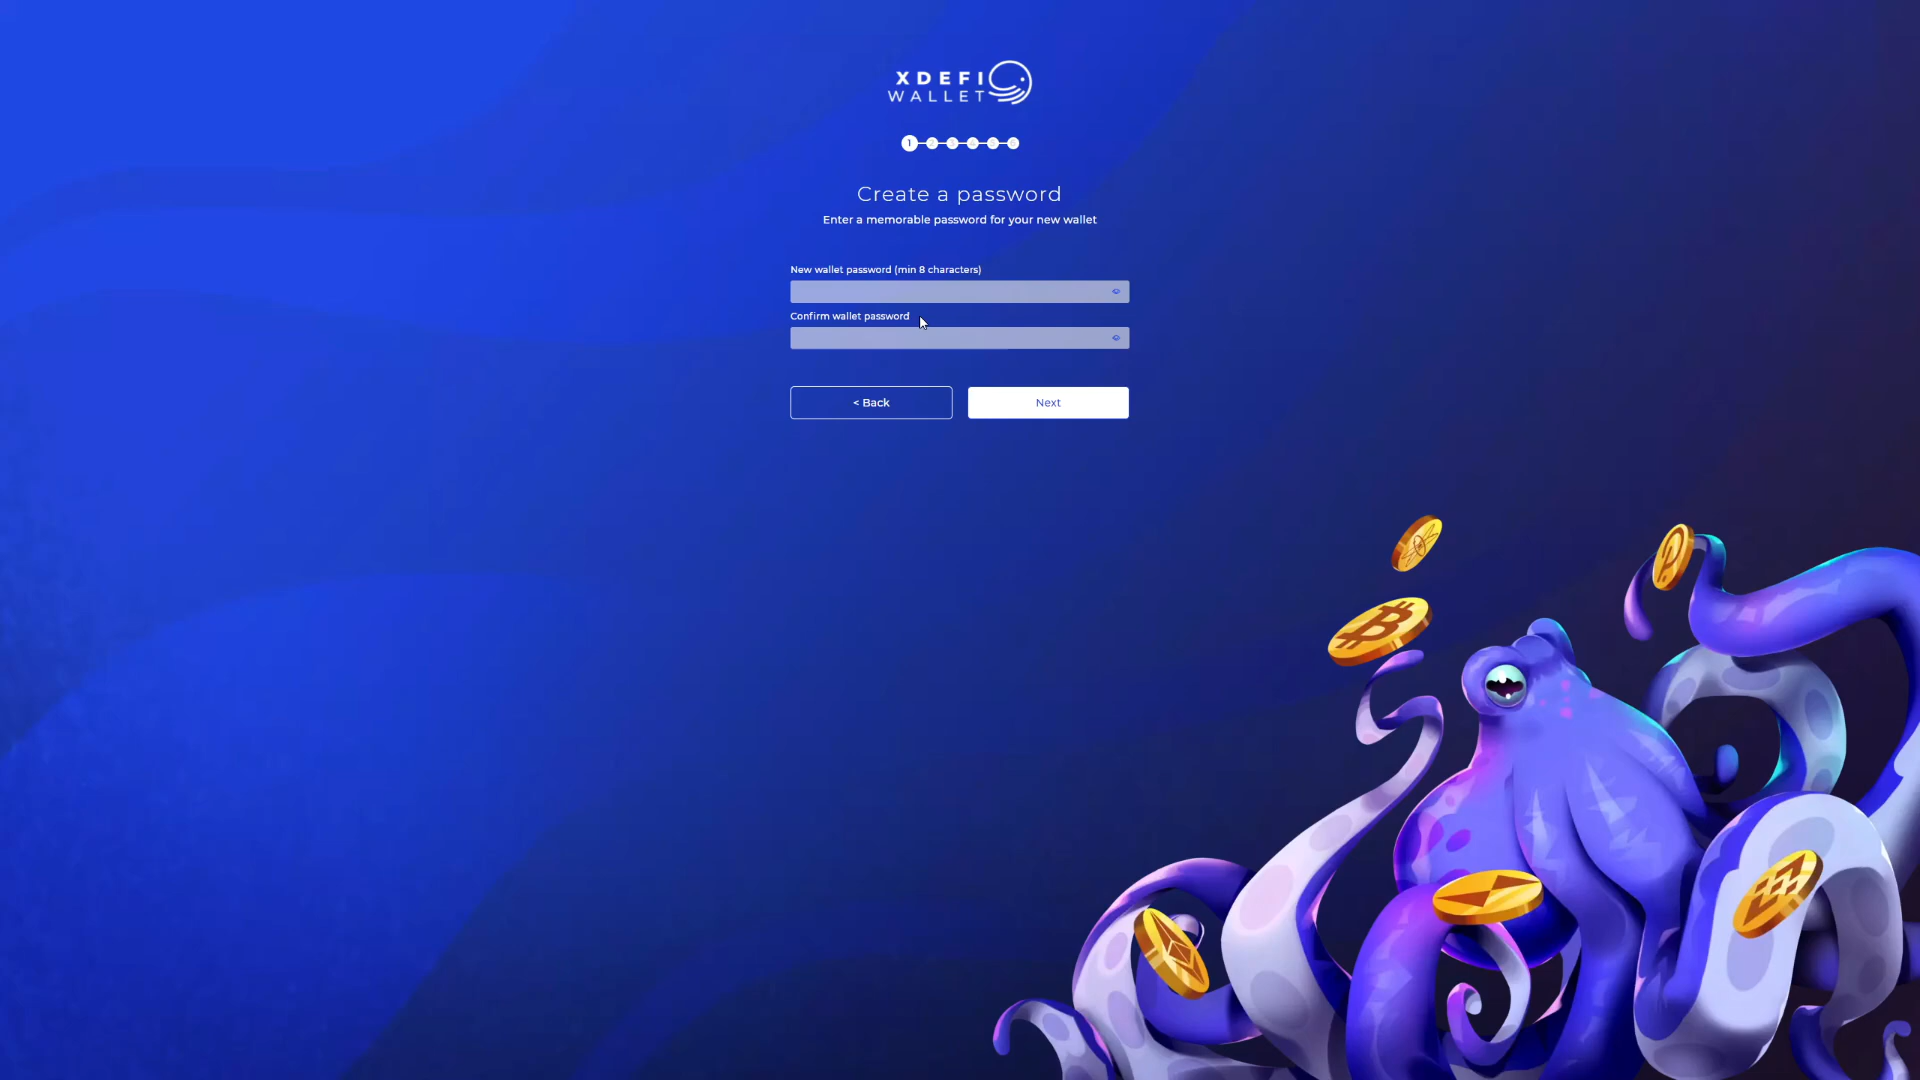 XDEFI
WALLET
1
Create a password
Enter a memorable password for your new wallet
New wallet password (min 8 characters)
Confirm wallet password
< Back
Next